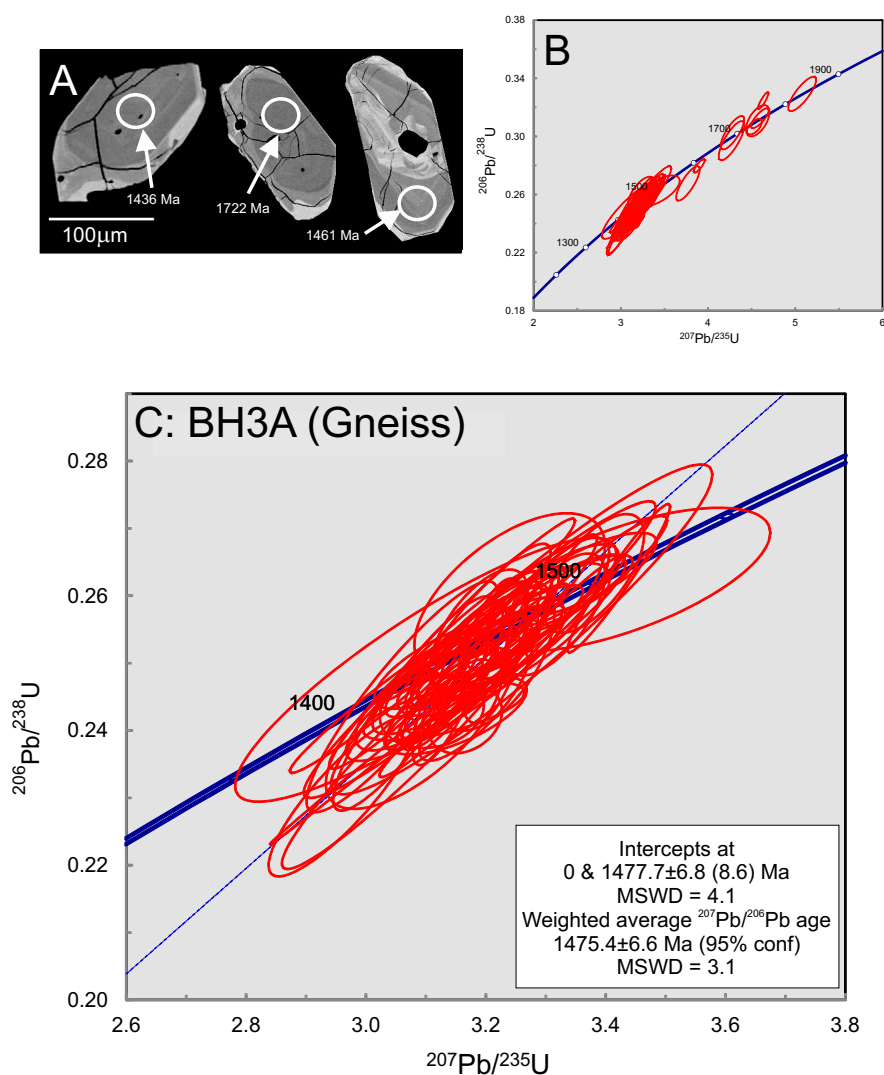 A
1436 Ma
1722 Ma
1461 Ma
100μm
B
0.38
0.34
0.30
0.26
0.22
0.18
206Pb/238U
1900
1700
1500
1300
2
3
4
5
6
207Pb/235U
C: BH3A (Gneiss)
0.28
0.26
0.24
0.22
0.20
206Pb/238U
1500
1400
Intercepts at
0 & 1477.7±6.8 (8.6) Ma
MSWD = 4.1
Weighted average 207Pb/206Pb age
1475.4±6.6 Ma (95% conf)
MSWD = 3.1
2.6
2.8
3.0
3.2
3.4
3.6
3.8
207Pb/235U